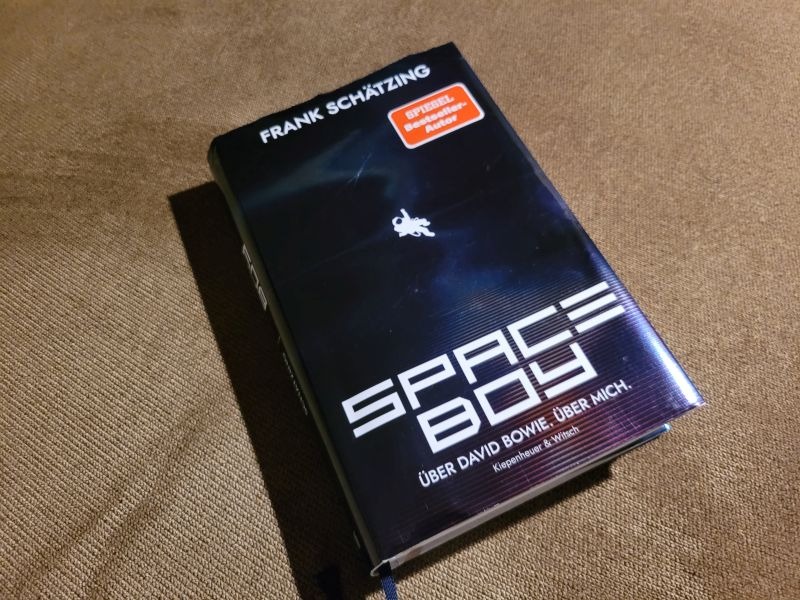 FRANK SCHÄTZING
SPIEGEL
Bestseller-
Autor
SPACE
BOY
ÜBER DAVID BOWIE. ÜBER MICH.
Kiepenheuer & Witsch